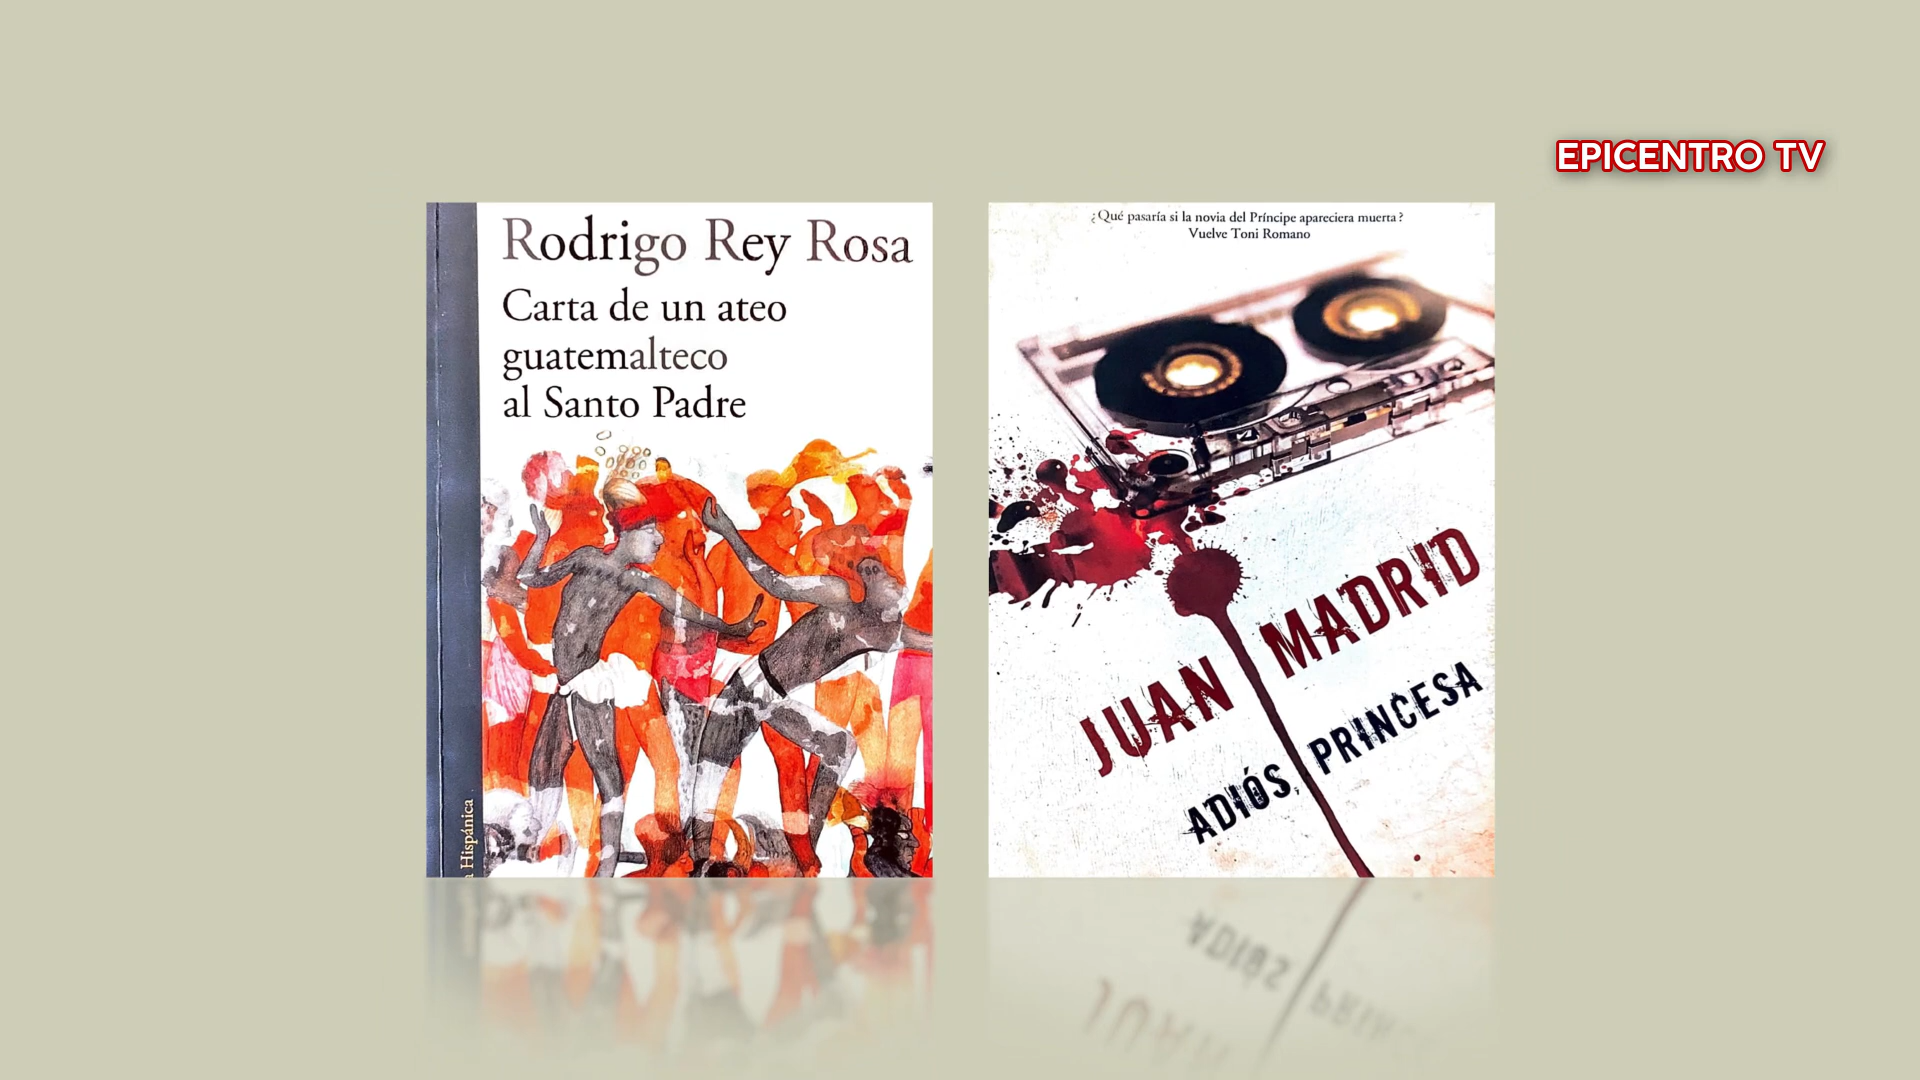 EPICENTRO TV
Rodrigo Rey Rosa
Carta de un ateo
guatemalteco
al Santo Padre
Hispánica
¿Qué pasaría si la novia del Príncipe apareciera muerta?
Vuelve Toni Romano
JUAN MADRID
ADIÓS, PRINCESA